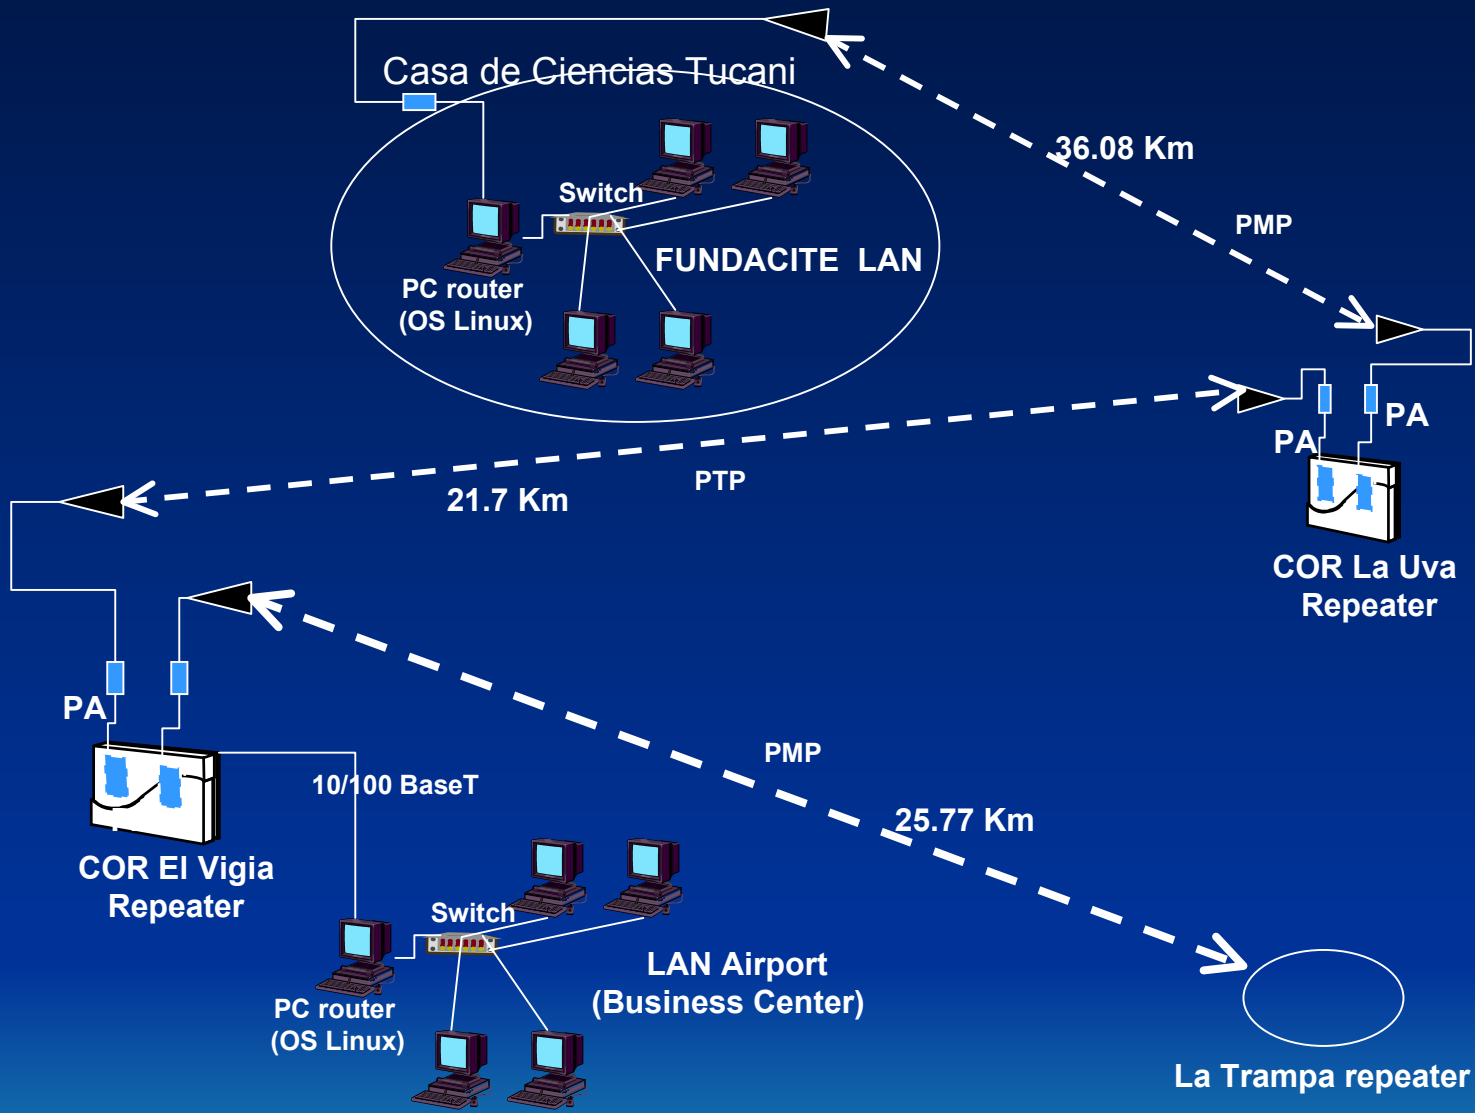 Casa de Ciencias Tucani
36.08 Km
Switch
PMP
FUNDACITE LAN
PC router
(OS Linux)
PA
PA
PTP
21.7 Km
COR La Uva
Repeater
PA
PMP
10/100 BaseT
25.77 Km
COR El Vigia
Repeater
Switch
LAN Airport
(Business Center)
PC router
(OS Linux)
La Trampa repeater